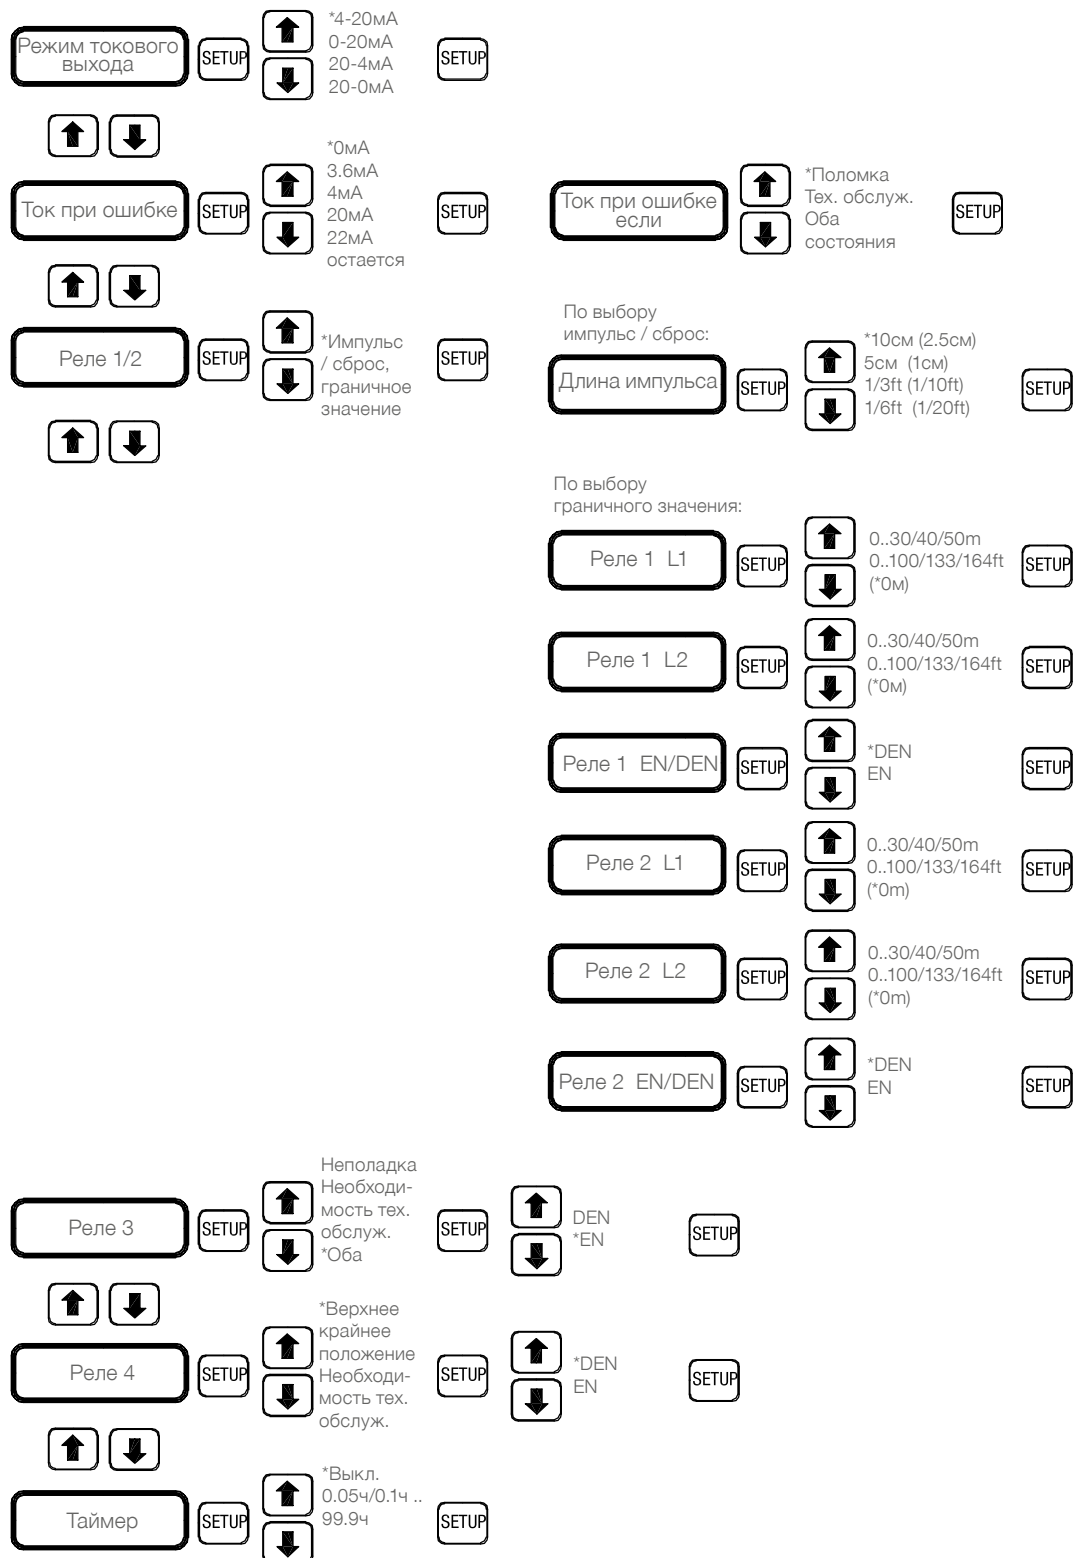 Режим токового
выхода
SETUP
*4-20мА
0-20мА
20-4мА
20-0мА
SETUP
Ток при ошибке
SETUP
*0мА
3.6мА
4мА
20мА
22мА
остается
SETUP
Ток при ошибке
если
*Поломка
Тех. обслуж.
Оба
состояния
SETUP
Реле 1/2
SETUP
*Импульс
/ сброс,
граничное
значение
SETUP
По выбору
импульс / сброс:
Длина импульса
SETUP
*10см (2.5см)
5см (1см)
1/3ft (1/10ft)
1/6ft (1/20ft)
SETUP
По выбору
граничного значения:
Реле 1 L1
SETUP
0..30/40/50m
0..100/133/164ft
(*0м)
SETUP
Реле 1 L2
SETUP
0..30/40/50m
0..100/133/164ft
(*0м)
SETUP
Реле 1 EN/DEN
SETUP
*DEN
EN
SETUP
Реле 2 L1
SETUP
0..30/40/50m
0..100/133/164ft
(*0m)
SETUP
Реле 2 L2
SETUP
0..30/40/50m
0..100/133/164ft
(*0m)
SETUP
Реле 2 EN/DEN
SETUP
*DEN
EN
SETUP
Реле 3
SETUP
Неполадка
Необходи-
мость тех.
обслуж.
*Оба
SETUP
DEN
*EN
SETUP
Реле 4
SETUP
*Верхнее
крайнее
положение
Необходи-
мость тех.
обслуж.
SETUP
*DEN
EN
SETUP
Таймер
SETUP
*Выкл.
0.05ч/0.1ч ..
99.9ч
SETUP